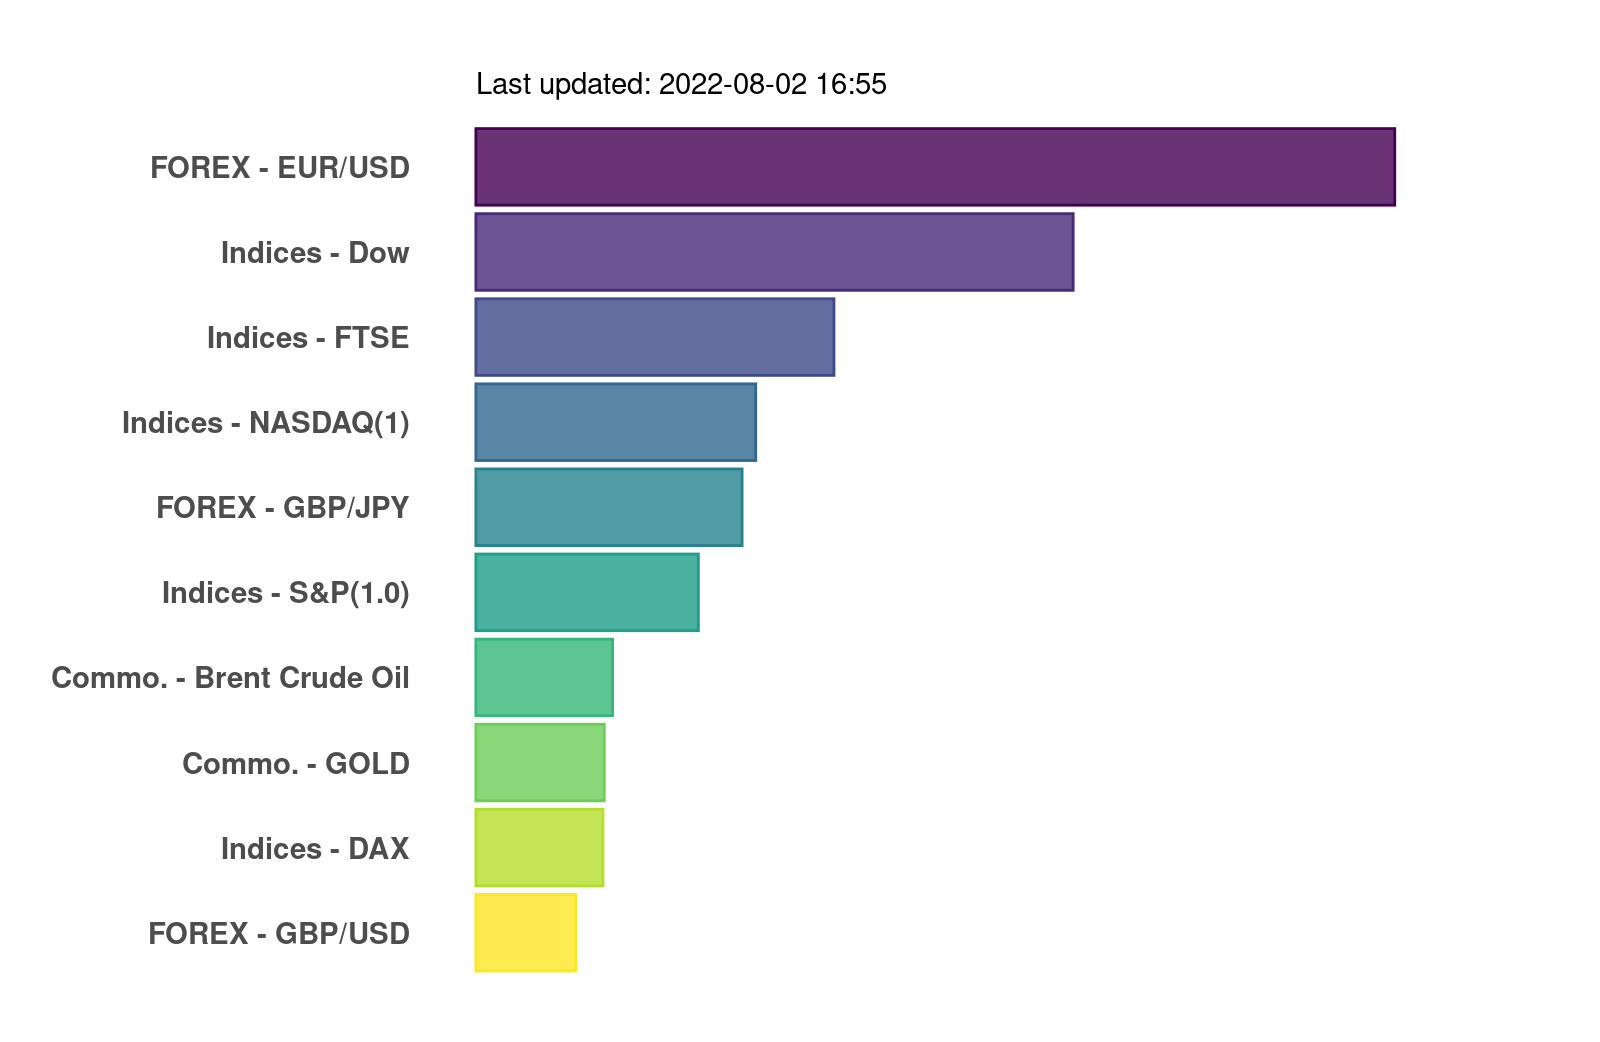 Last updated: 2022-08-02 16:55
FOREX - EUR/USD
Indices - Dow
Indices - FTSE
Indices - NASDAQ(1)
FOREX - GBP/JPY
Indices - S&P(1.0)
Commo. - Brent Crude Oil
Commo. - GOLD
Indices - DAX
FOREX - GBP/USD